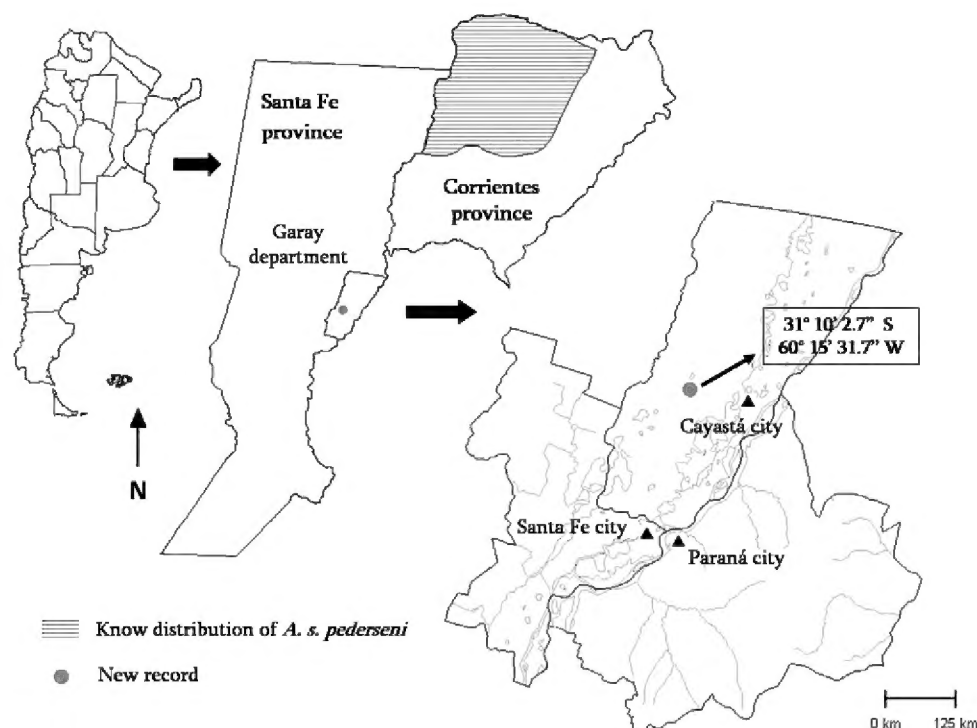 Santa Fe
province
Corrientes
province
Garay
department
31° 10' 2.7" S
60° 15' 31.7" W
Cayastá city
N
Santa Fe city
Paraná city
Know distribution of A. s. pederseni
New record
0 km 125 km